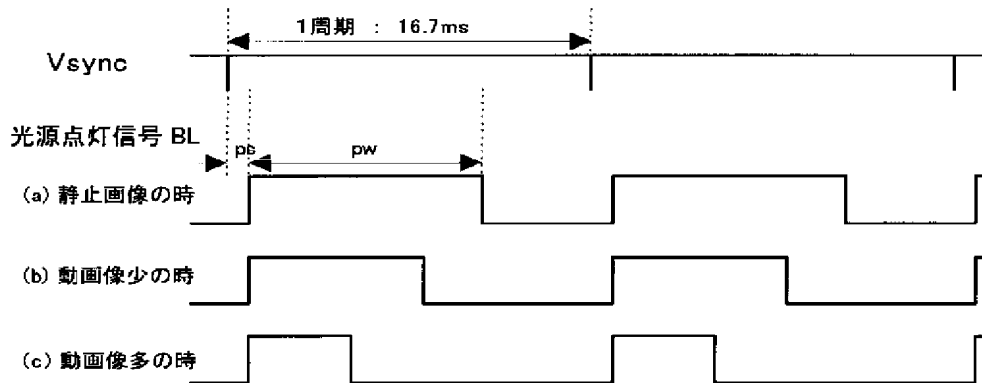 1周期 : 16.7ms
Vsync
光源点灯信号 BL
ps
pw
(a) 静止画像の時
(b) 動画像少の時
(c) 動画像多の時